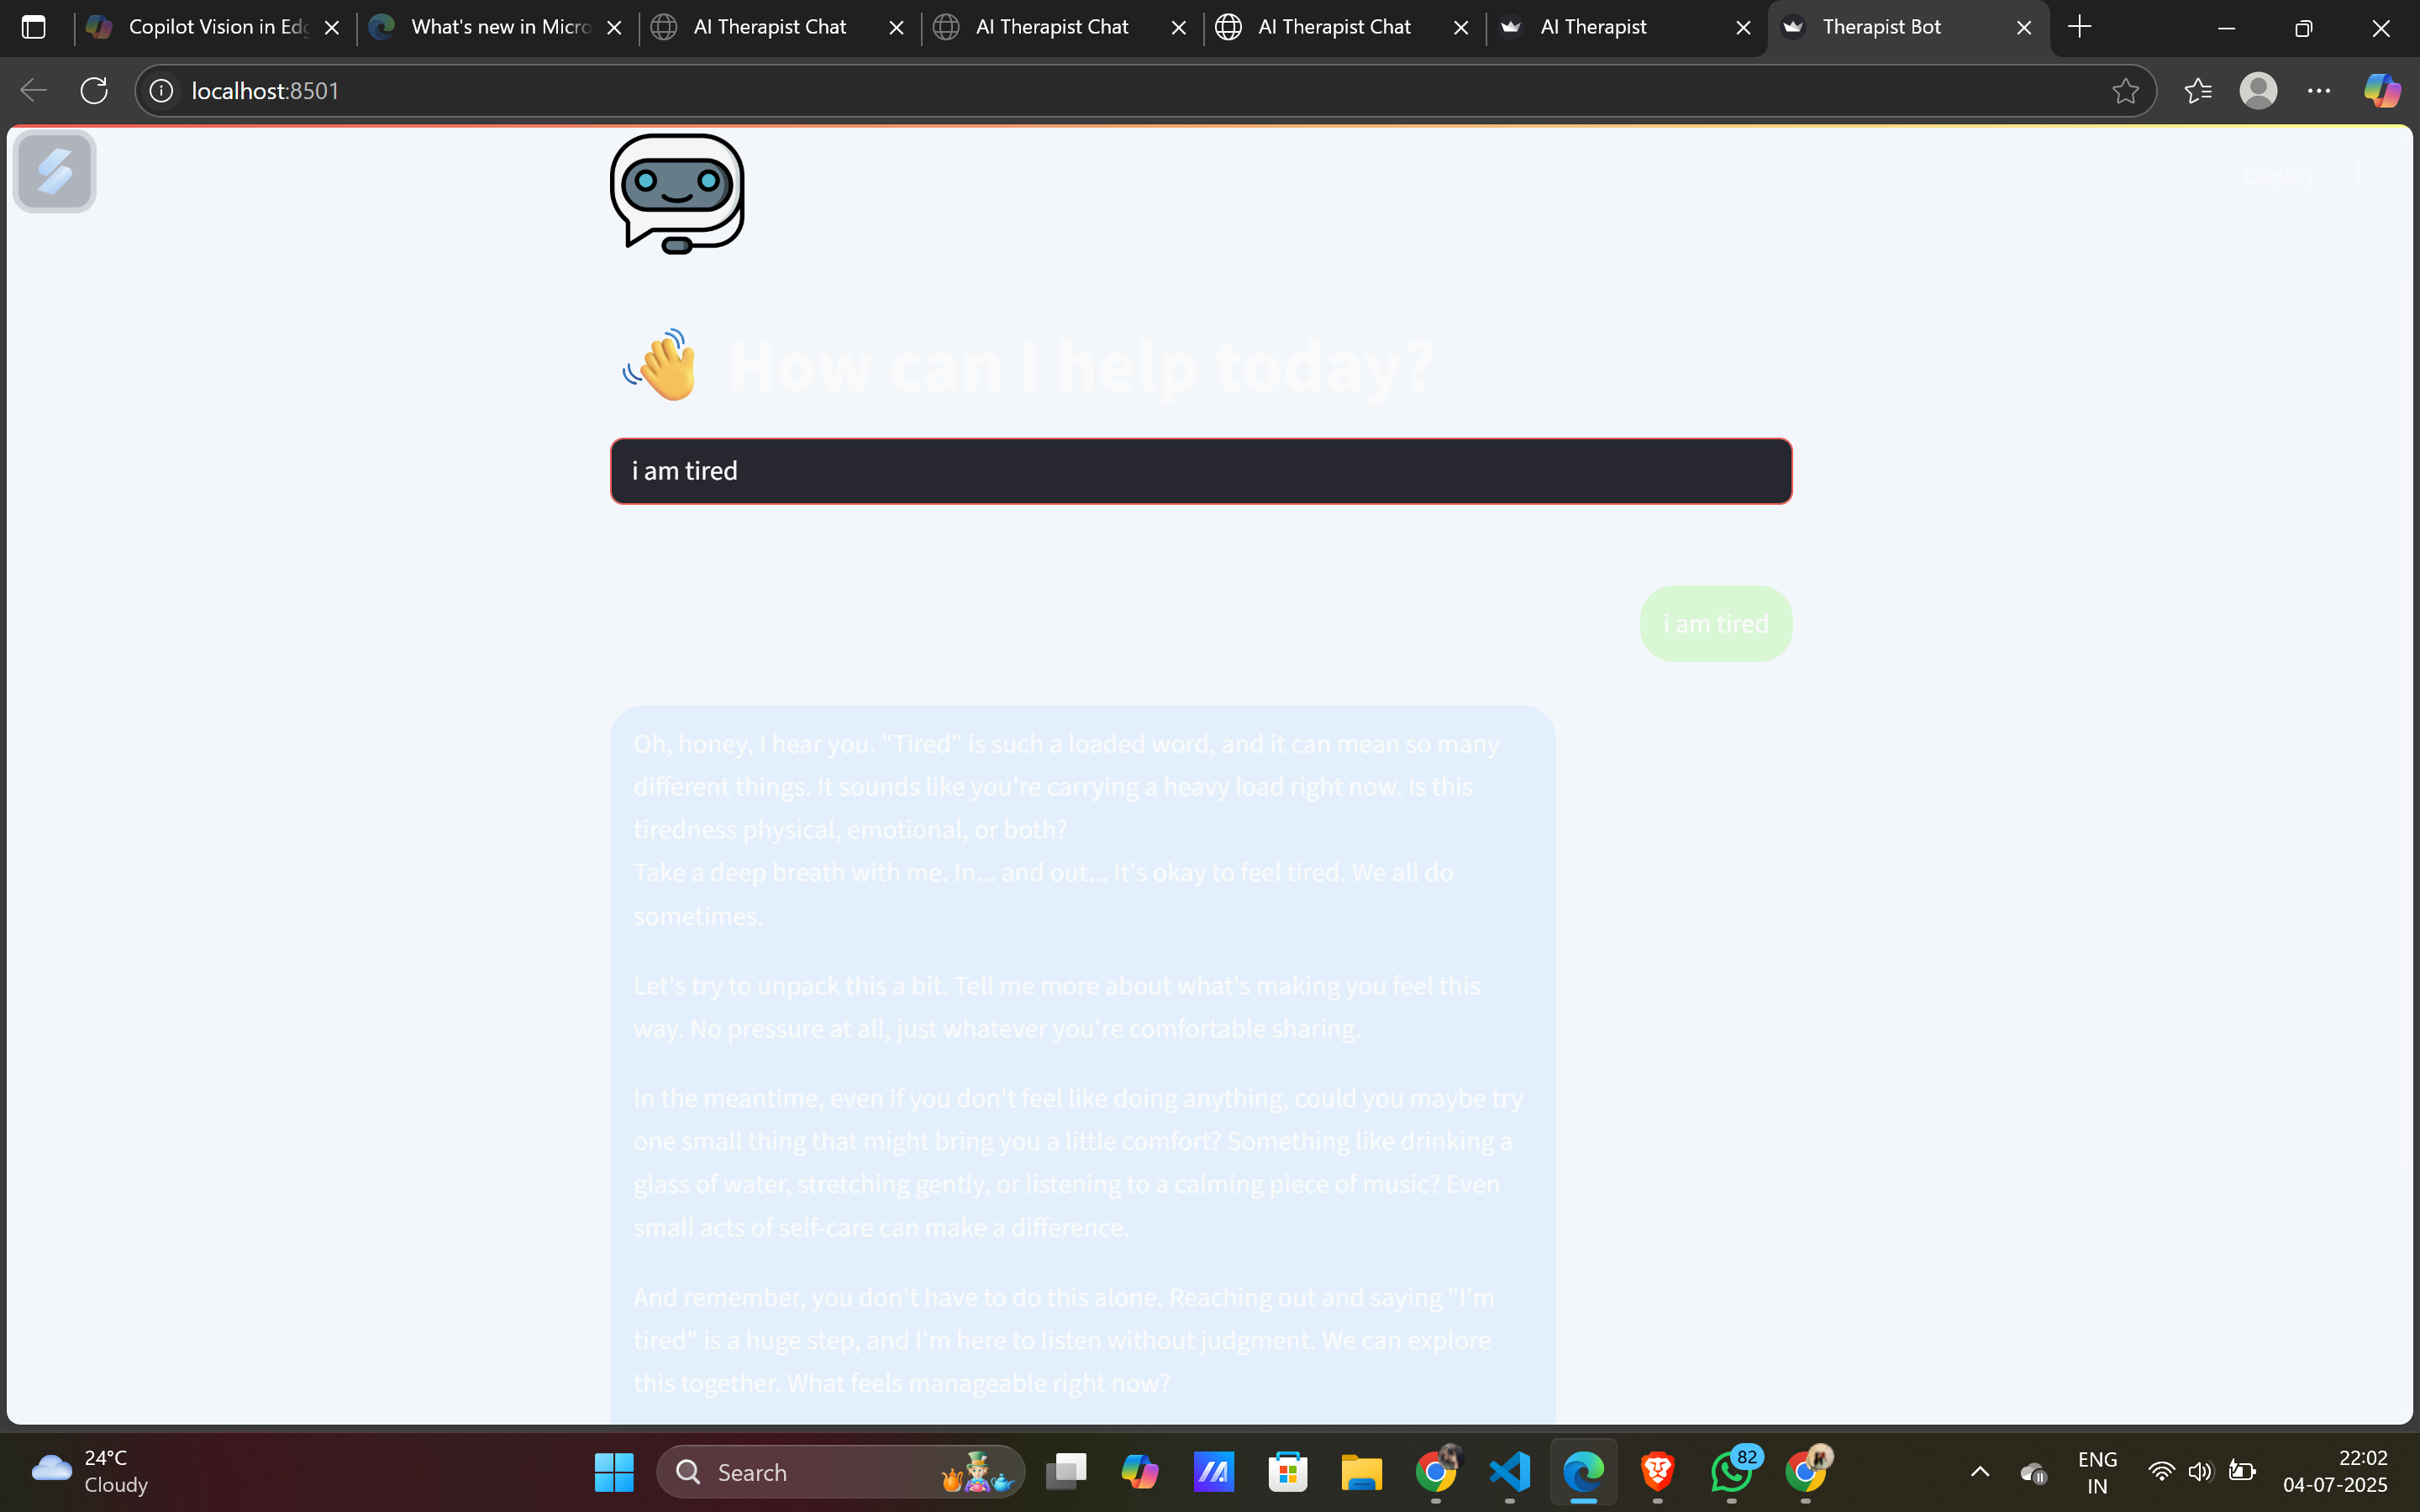 Copilot Vision in Edg
What's new in Micro
AI Therapist Chat
AI Therapist Chat
AI Therapist Chat
AI Therapist
Therapist Bot
localhost:8501
Deploy
How can I help today?
i am tired
i am tired
Oh, honey, I hear you. "Tired" is such a loaded word, and it can mean so many
different things. It sounds like you're carrying a heavy load right now. Is this
tiredness physical, emotional, or both?
Take a deep breath with me. In... and out... It's okay to feel tired. We all do
sometimes.
Let's try to unpack this a bit. Tell me more about what's making you feel this
way. No pressure at all, just whatever you're comfortable sharing.
In the meantime, even if you don't feel like doing anything, could you maybe try
one small thing that might bring you a little comfort? Something like drinking a
glass of water, stretching gently, or listening to a calming piece of music? Even
small acts of self-care can make a difference.
And remember, you don't have to do this alone. Reaching out and saying "I'm
tired" is a huge step, and I'm here to listen without judgment. We can explore
this together. What feels manageable right now?
24°C
Cloudy
Search
82
ENG
IN
22:02
04-07-2025